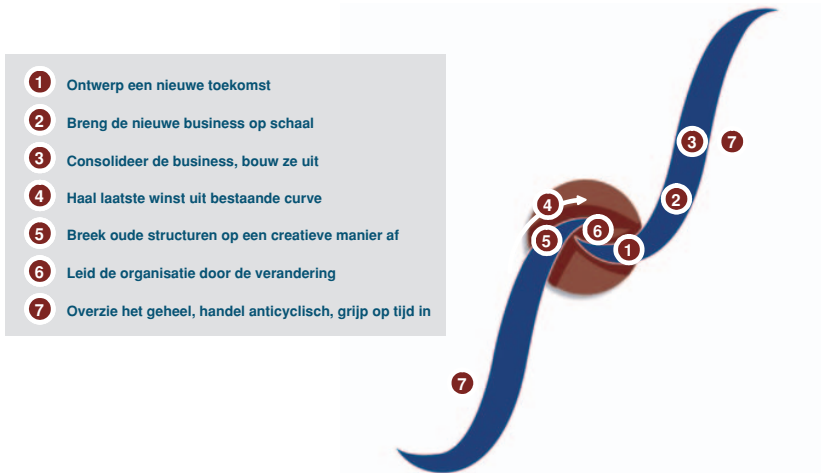 1 Ontwerp een nieuwe toekomst
2 Breng de nieuwe business op schaal
3 Consolideer de business, bouw ze uit
4 Haal laatste winst uit bestaande curve
5 Breek oude structuren op een creatieve manier af
6 Leid de organisatie door de verandering
7 Overzie het geheel, handel anticyclisch, grijp op tijd in
3 7
2
4
6
5
1
7